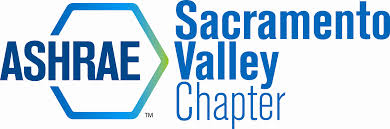 ASHRAE
™
Sacramento
Valley
Chapter